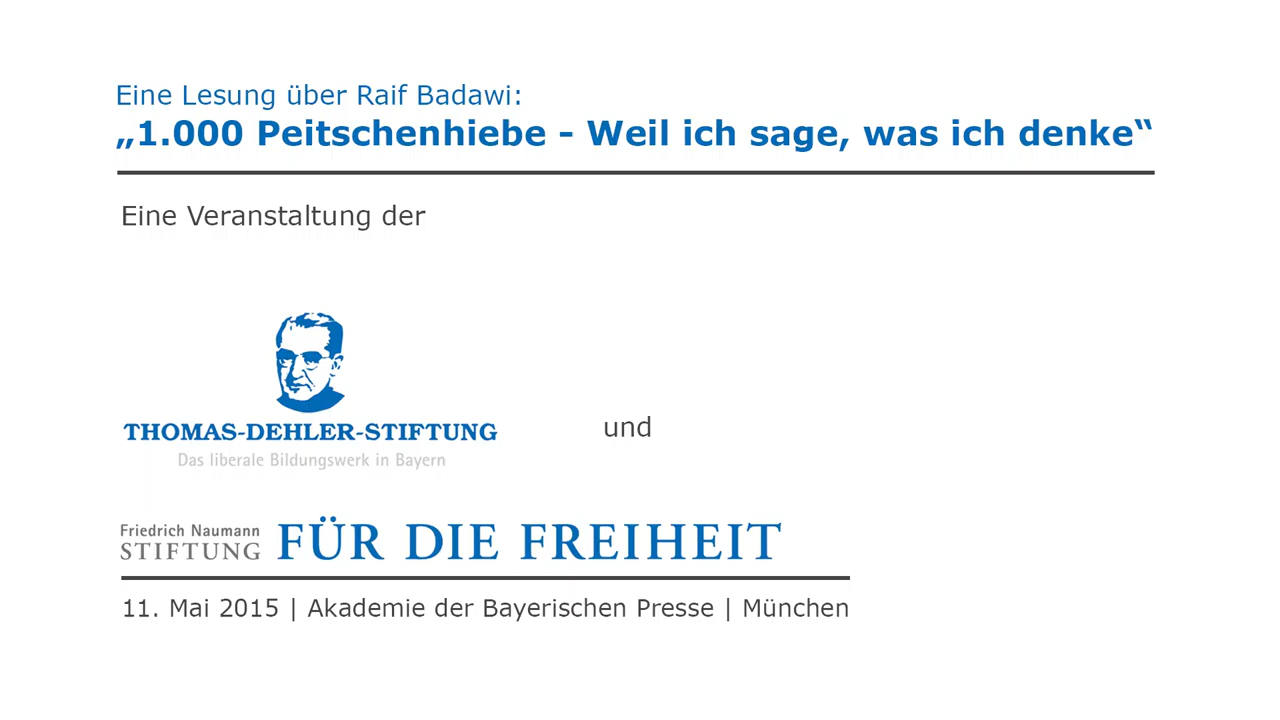 Eine Lesung über Raif Badawi:
„1.000 Peitschenhiebe - Weil ich sage, was ich denke“
Eine Veranstaltung der
THOMAS-DEHLER-STIFTUNG
Das liberale Bildungswerk in Bayern
und
Friedrich Naumann
STIFTUNG FÜR DIE FREIHEIT
11. Mai 2015 | Akademie der Bayerischen Presse | München